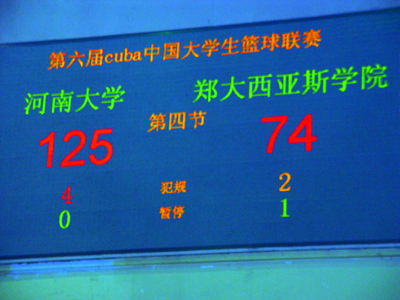 第六届cuba中国大学生篮球联赛
河南大学 郑大西亚斯学院
第四节
125 74
4 犯规 2
0 暂停 1